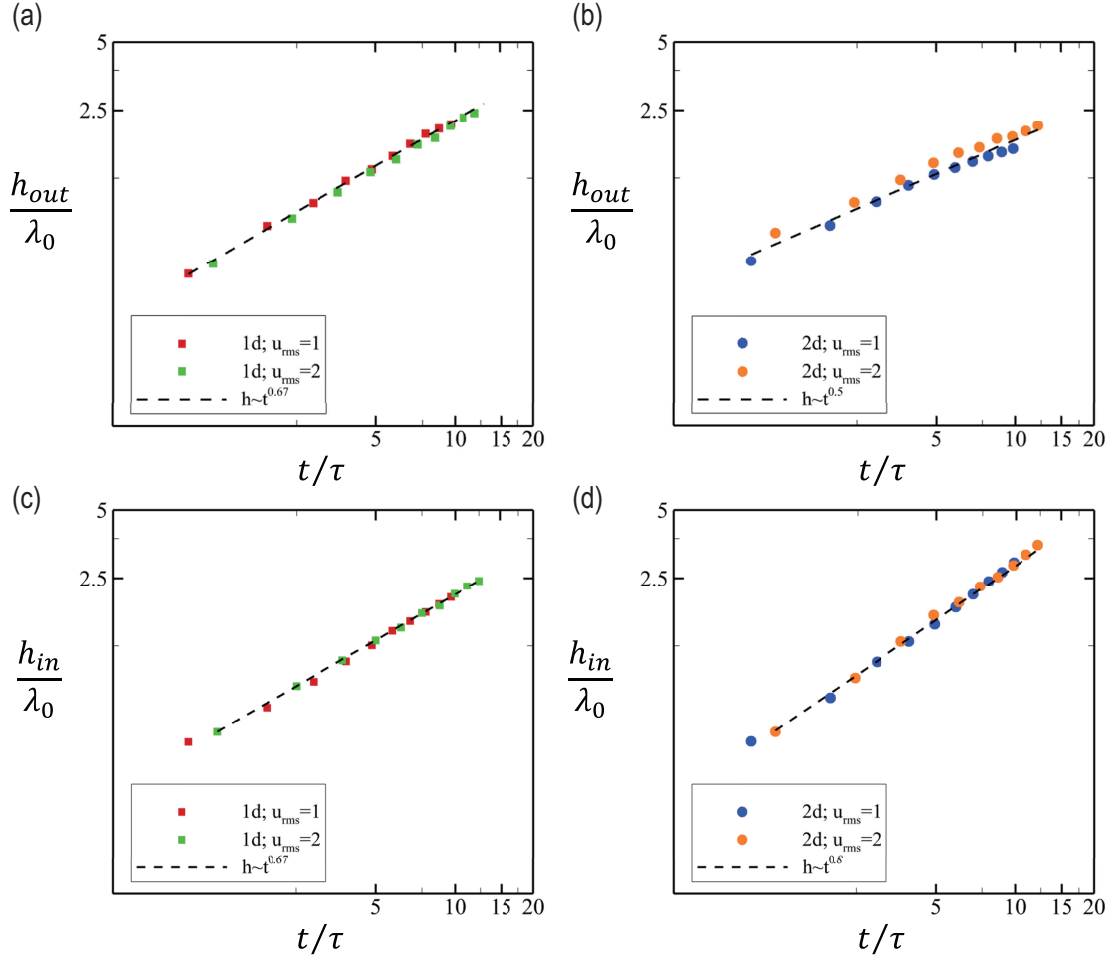 (a)
5
2.5
h_out
λ_0
1d; u_rms=1
1d; u_rms=2
h~t^0.67
5 10 15 20
t/τ
(b)
5
2.5
h_out
λ_0
2d; u_rms=1
2d; u_rms=2
h~t^0.5
5 10 15 20
t/τ
(c)
5
2.5
h_in
λ_0
1d; u_rms=1
1d; u_rms=2
h~t^0.67
5 10 15 20
t/τ
(d)
5
2.5
h_in
λ_0
2d; u_rms=1
2d; u_rms=2
5 10 15 20
t/τ